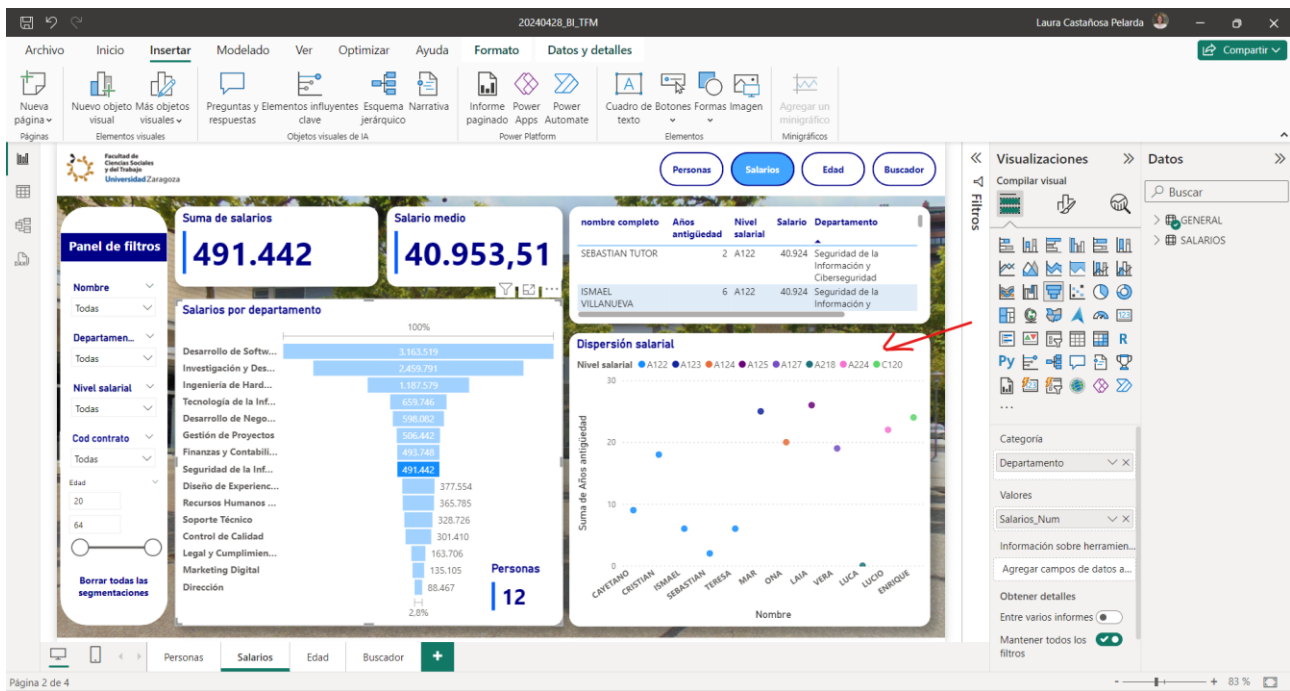 20240428_BI_TFM
Laura Castañosa Pelarda
Archivo Inicio Insertar Modelado Ver Optimizar Ayuda Formato Datos y detalles
Compartir
Nueva página
Nuevo objeto visual
Más objetos visuales
Preguntas y respuestas
Elementos influyentes clave
Esquema jerárquico
Narrativa
Informe paginado
Power Apps
Power Automate
Cuadro de texto
Botones
Formas
Imagen
Agregar un minigráfico
Páginas
Elementos visuales
Objetos visuales de IA
Power Platform
Elementos
Minigráficos
Facultad de
Ciencias Sociales
y del Trabajo
Universidad Zaragoza
Personas Salarios Edad Buscador
Panel de filtros
Nombre
Todas
Departamen...
Todas
Nivel salarial
Todas
Cod contrato
Todas
Edad
20
64
Borrar todas las
segmentaciones
Suma de salarios
491.442
Salario medio
40.953,51
nombre completo Años antigüedad Nivel salarial Salario Departamento
SEBASTIAN TUTOR 2 A122 40.924 Seguridad de la
Información y
Ciberseguridad
ISMAEL VILLANUEVA 6 A122 40.924 Seguridad de la
Información y
Salarios por departamento
100%
Desarrollo de Softw... 3.163.519
Investigación y Des... 2.459.791
Ingeniería de Hard... 1.187.579
Tecnología de la Inf... 659.746
Desarrollo de Nego... 598.082
Gestión de Proyectos 506.442
Finanzas y Contabili... 493.748
Seguridad de la Inf... 491.442
Diseño de Experienc... 377.554
Recursos Humanos ... 365.785
Soporte Técnico 328.726
Control de Calidad 301.410
Legal y Cumplimien... 163.706
Marketing Digital 135.105
Dirección 88.467
2,8%
Personas
12
Dispersión salarial
Nivel salarial A122 A123 A124 A125 A127 A218 A224 C120
30
20
10
0
Suma de Años antigüedad
CAYETANO CRISTIAN ISMAEL SEBASTIAN TERESA MAR ONA LAIA VERA LUCA LUCIO ENRIQUE
Nombre
Filtros
Visualizaciones
Compilar visual
R
Py
123
...
Categoría
Departamento
Valores
Salarios_Num
Información sobre herramien...
Agregar campos de datos a...
Obtener detalles
Entre varios informes
Mantener todos los
filtros
Datos
Buscar
GENERAL
SALARIOS
Personas Salarios Edad Buscador +
Página 2 de 4
- + 83 %